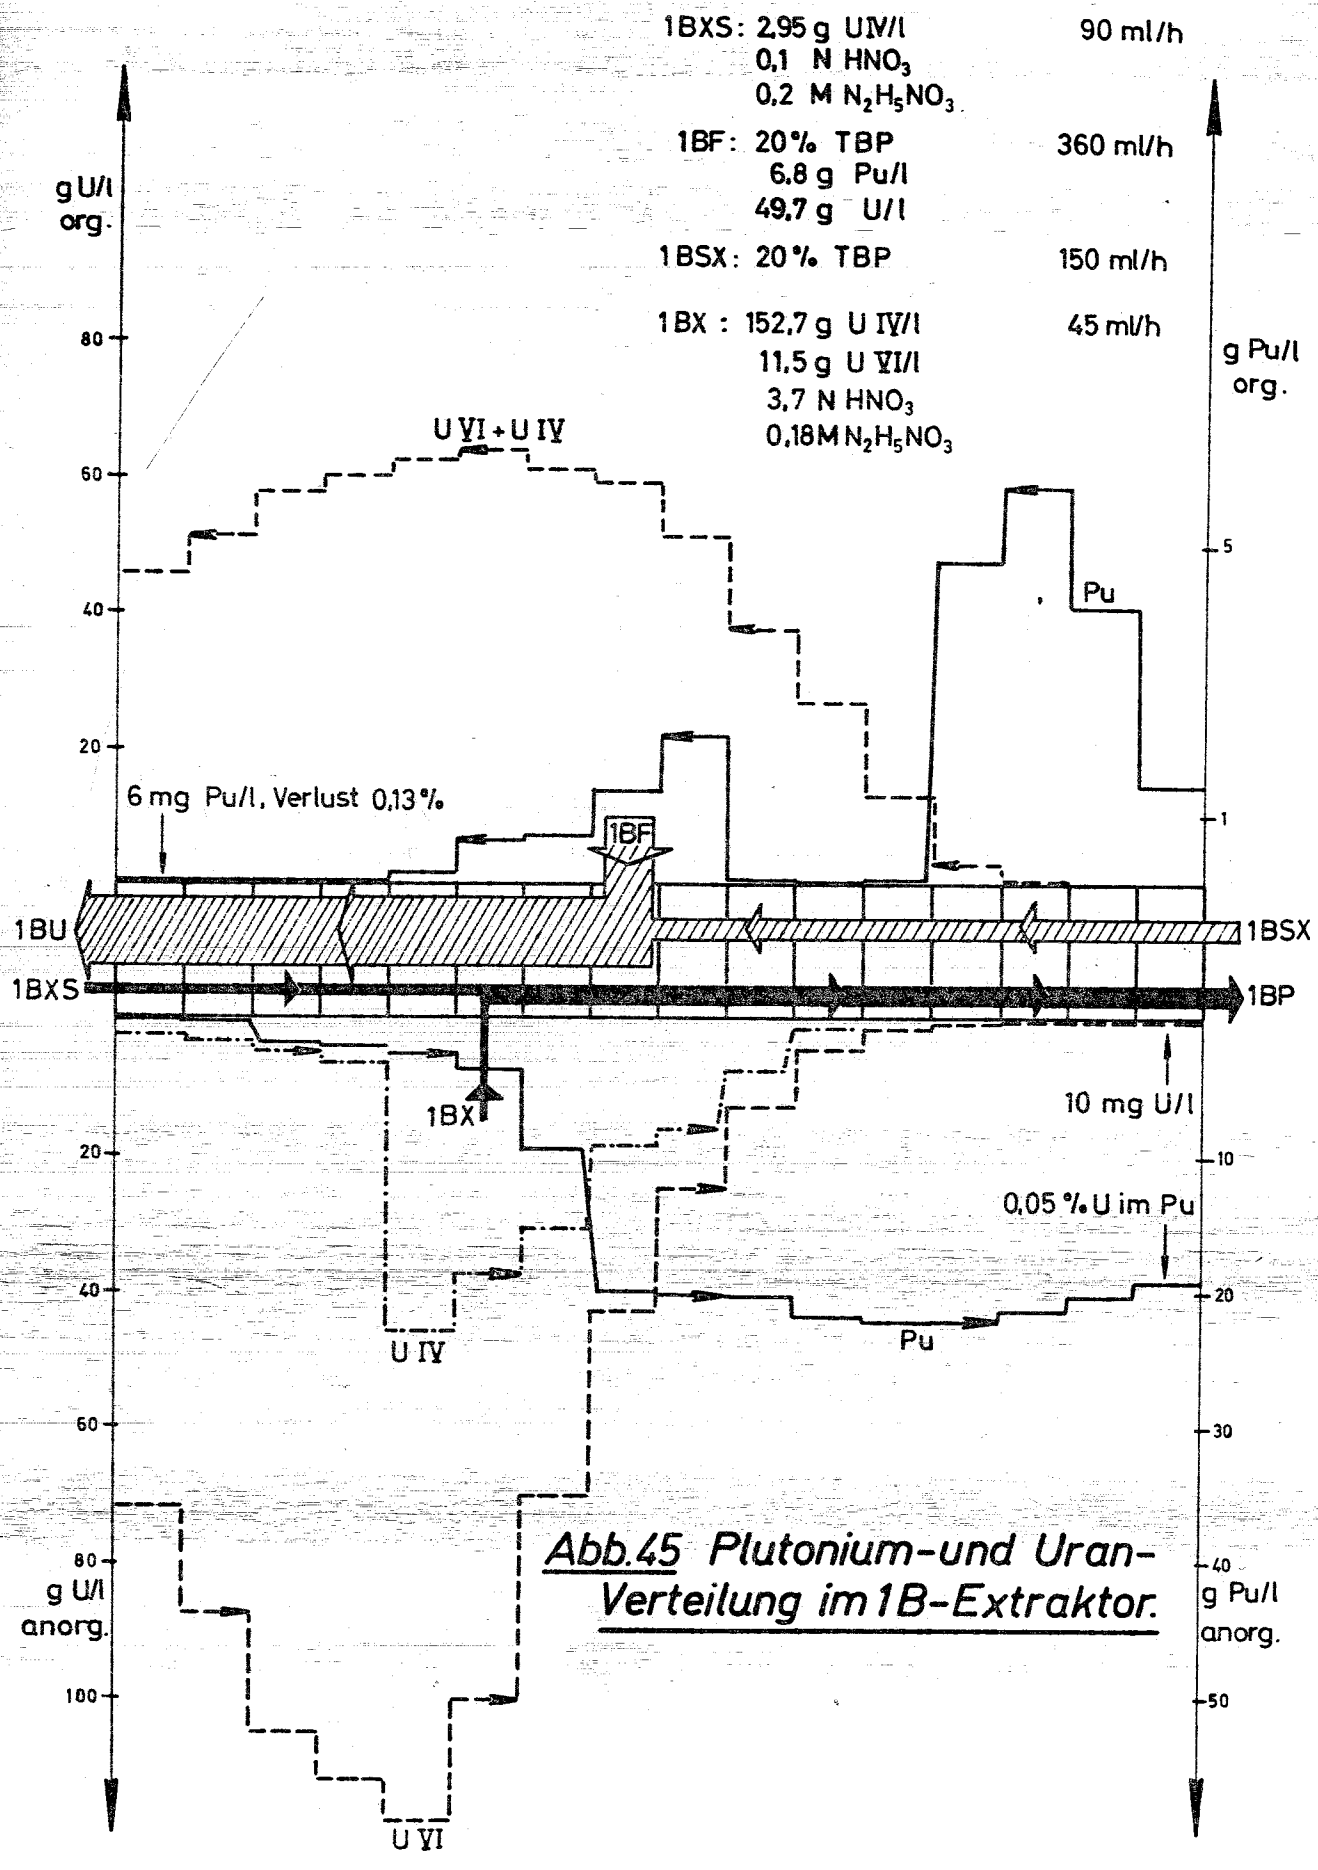 1BXS: 2,95 g UIV/l 90 ml/h
0,1 N HNO₃
0,2 M N₂H₅NO₃.
1BF: 20% TBP 360 ml/h
6,8 g Pu/l
49,7 g U/l
1BSX: 20% TBP 150 ml/h
1BX : 152,7 g U IV/l 45 ml/h
11,5 g U VI/l
3,7 N HNO₃
0,18M N₂H₅NO₃
g U/l
org.
g Pu/l
org.
80
60
40
20
5
1
U VI + U IV
Pu
6 mg Pu/l, Verlust 0,13%
1BF
1BU
1BSX
1BXS
1BP
1BX
10 mg U/l
0,05 % U im Pu
20
40
60
80
g U/l
anorg.
100
10
20
30
40
g Pu/l
anorg.
50
U IV
Pu
U VI
Abb.45 Plutonium-und Uran-
Verteilung im 1B-Extraktor.